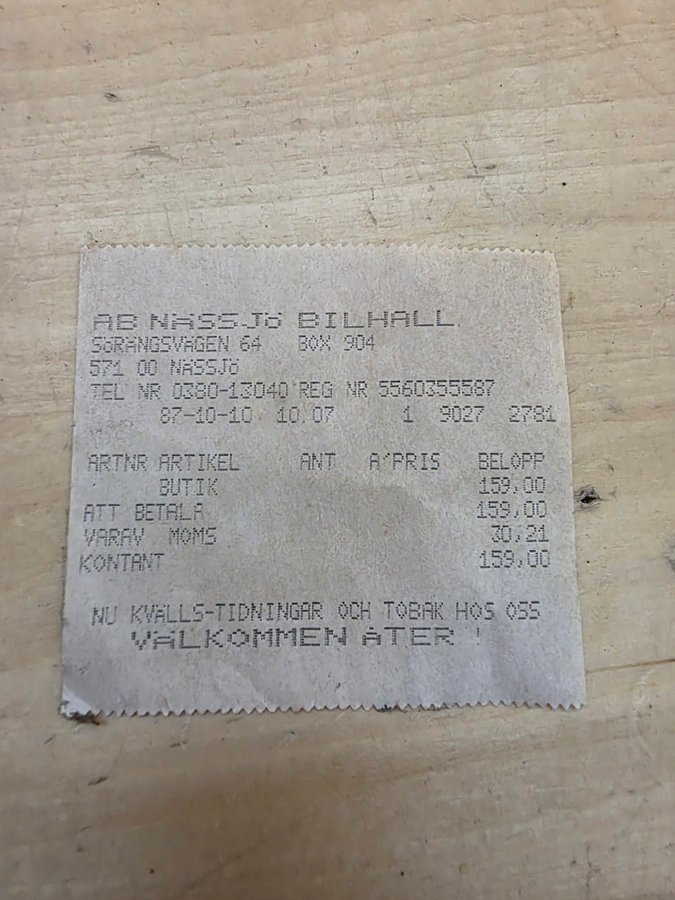 AB NÄSSJÖ BILHALL.
SÖRÄNGSVÄGEN 64 BOX 904
571 00 NÄSSJÖ
TEL NR 0380-13040 REG NR 5560355587
87-10-10 10.07 1 9027 2781
ARTNR ARTIKEL ANT A'PRIS BELOPP
BUTIK 159,00
ATT BETALA 159,00
VARAV MOMS 30,21
KONTANT 159,00
NU KVÄLLS-TIDNINGAR OCH TOBAK HOS OSS
VÄLKOMMEN ÅTER !